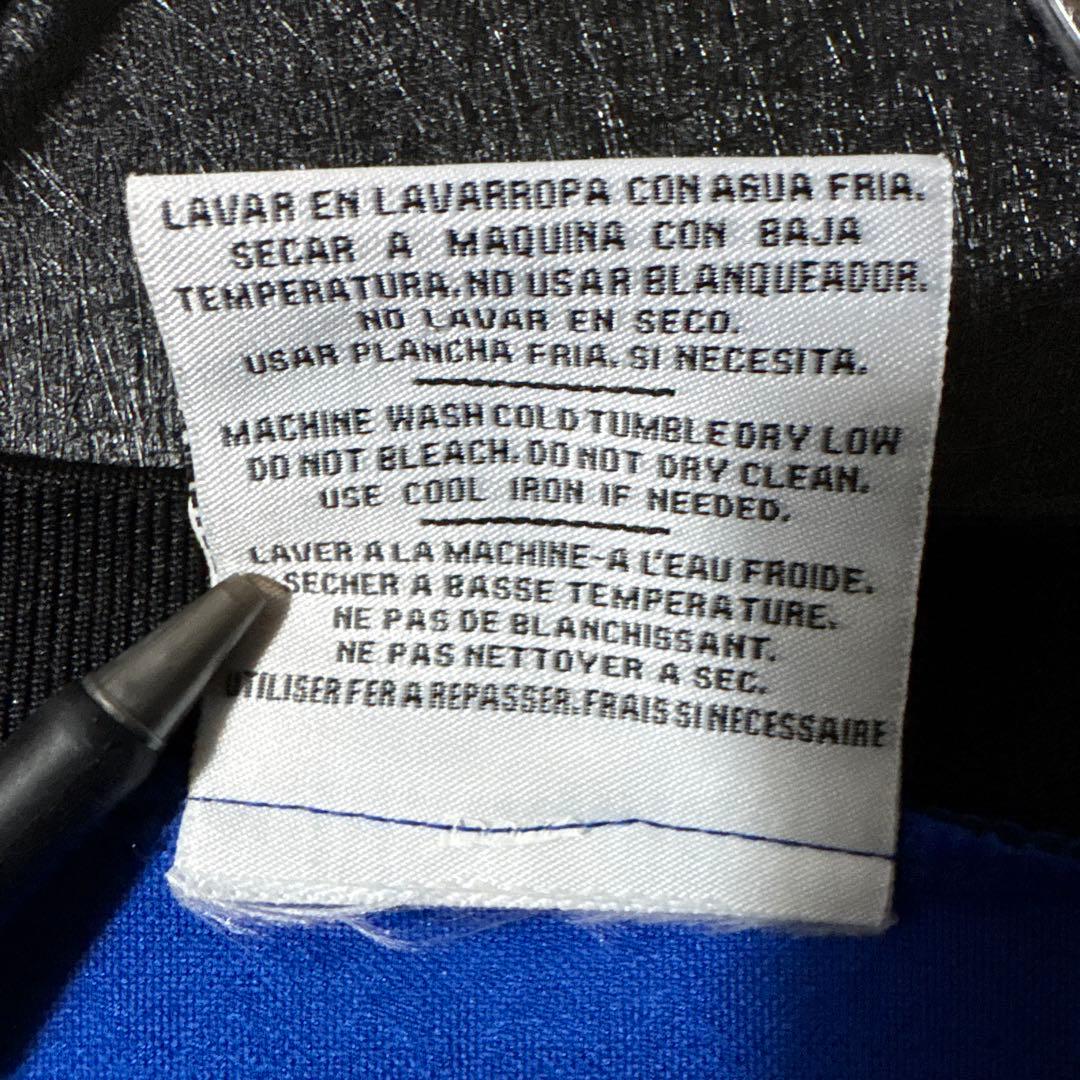 LAVAR EN LAVARROPA CON AGUA FRIA.
SECAR A MAQUINA CON BAJA
TEMPERATURA. NO USAR BLANQUEADOR.
NO LAVAR EN SECO.
USAR PLANCHA FRIA. SI NECESITA.
MACHINE WASH COLD TUMBLE DRY LOW
DO NOT BLEACH. DO NOT DRY CLEAN.
USE COOL IRON IF NEEDED.
LAVER A LA MACHINE-A L'EAU FROIDE.
SECHER A BASSE TEMPERATURE.
NE PAS DE BLANCHISSANT.
NE PAS NETTOYER A SEC.
UTILISER FER A REPASSER. FRAIS SI NECESSAIRE